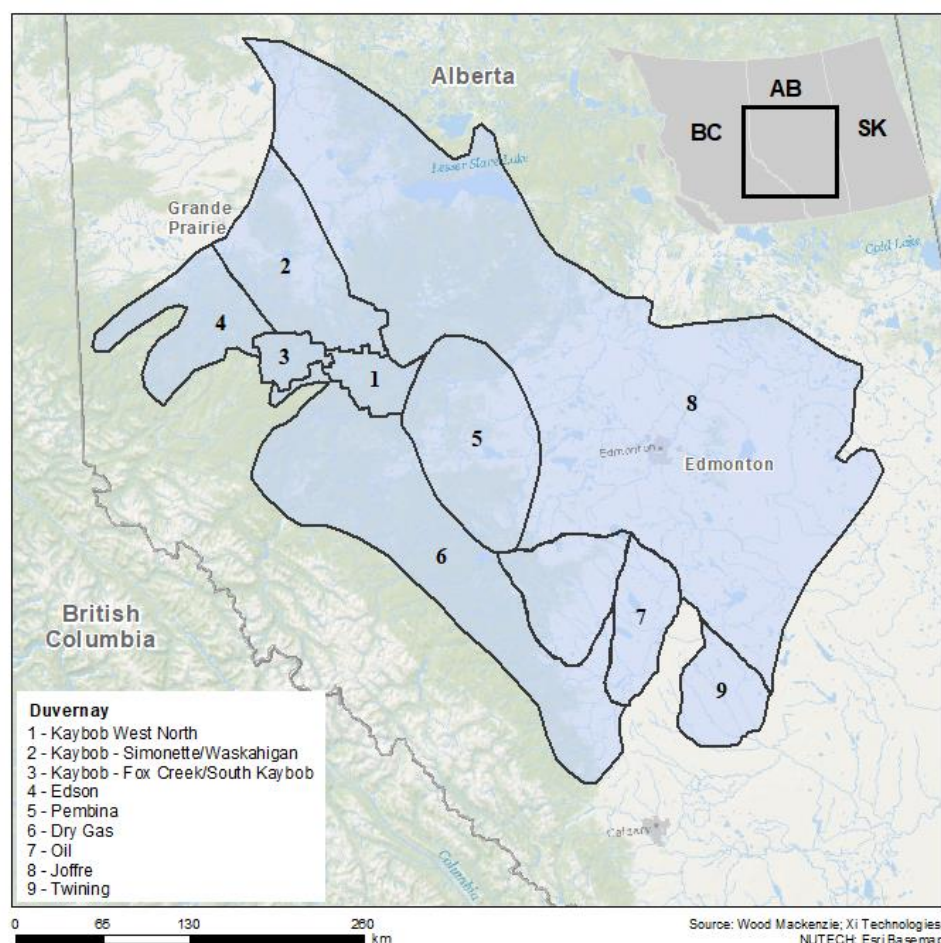 Alberta
AB
BC
SK
Lesser Slave Lake
Grande
Prairie
Cold Lake
2
4
3
1
8
5
Edmonton
Edmonton
6
7
9
British
Columbia
Calgary
Columbia
Duvernay
1 - Kaybob West North
2 - Kaybob - Simonette/Waskahigan
3 - Kaybob - Fox Creek/South Kaybob
4 - Edson
5 - Pembina
6 - Dry Gas
7 - Oil
8 - Joffre
9 - Twining
0 65 130 260
km
Source: Wood Mackenzie; Xi Technologies
NUTECH; Esri Basemap